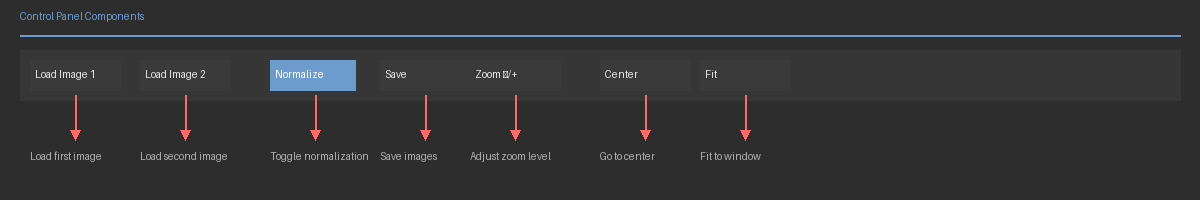 Control Panel Components
Load Image 1 Load Image 2 Normalize Save Zoom /+ Center Fit
Load first image Load second image Toggle normalization Save images Adjust zoom level Go to center Fit to window